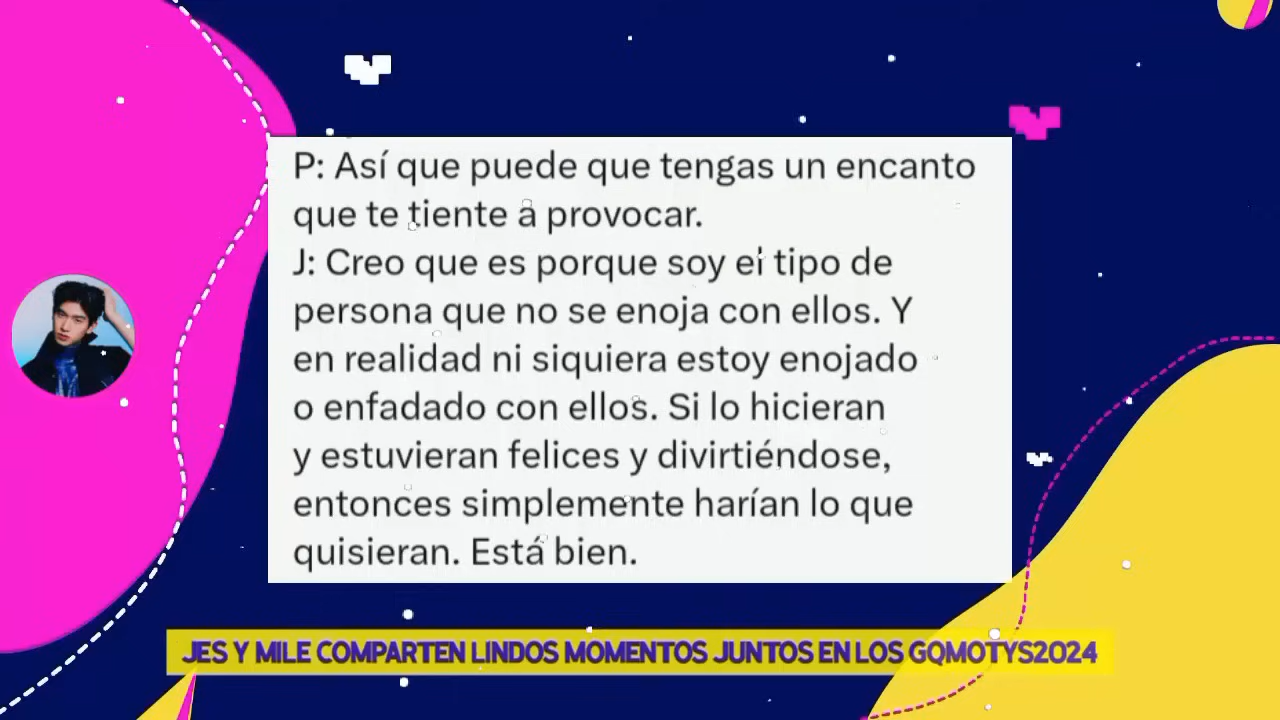 P: Así que puede que tengas un encanto
que te tiente a provocar.
J: Creo que es porque soy el tipo de
persona que no se enoja con ellos. Y
en realidad ni siquiera estoy enojado
o enfadado con ellos. Si lo hicieran
y estuvieran felices y divirtiéndose,
entonces simplemente harían lo que
quisieran. Está bien.
JES Y MILE COMPARTEN LINDOS MOMENTOS JUNTOS EN LOS GQMOTYS2024